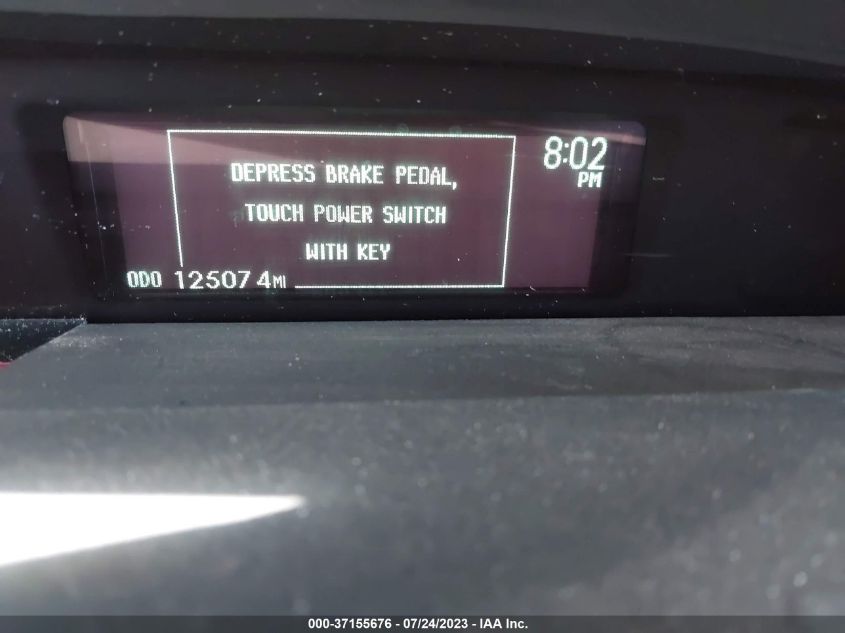 DEPRESS BRAKE PEDAL,
8:02
PM
TOUCH POWER SWITCH
WITH KEY
ODO 125074MI
000-37155676 - 07/24/2023 - IAA Inc.